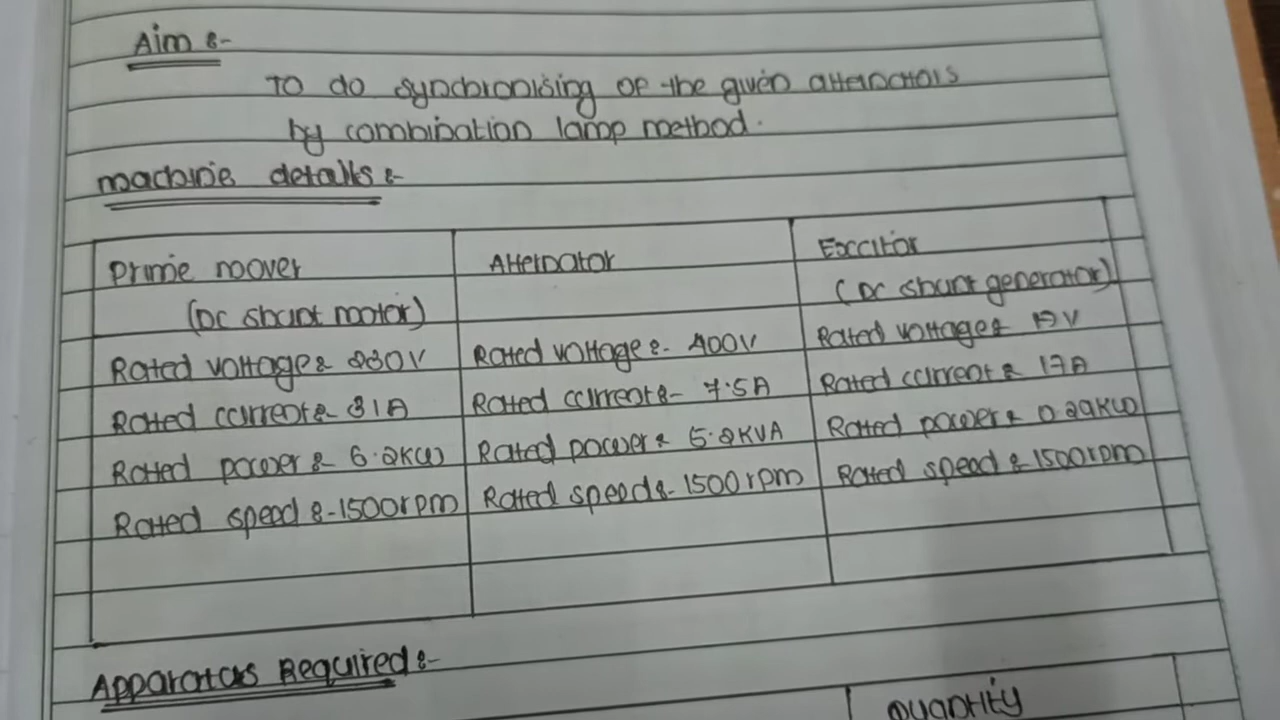 Aim :-
To do synchronising of the given alternators
by combination lamp method.
machine details :-
Prime mover
(DC shunt motor)
Rated voltage :- 230V
Rated current :- 31A
Rated power :- 6.2KW
Rated speed :- 1500rpm
Alternator
Rated voltage :- 400V
Rated current :- 7.5A
Rated power :- 5.2KVA
Rated speed :- 1500rpm
Exciter
(DC shunt generator)
Rated voltage :- 17V
Rated current :- 17A
Rated power :- 0.29KW
Rated speed :- 1500rpm
Apparatus Required :-
Quantity